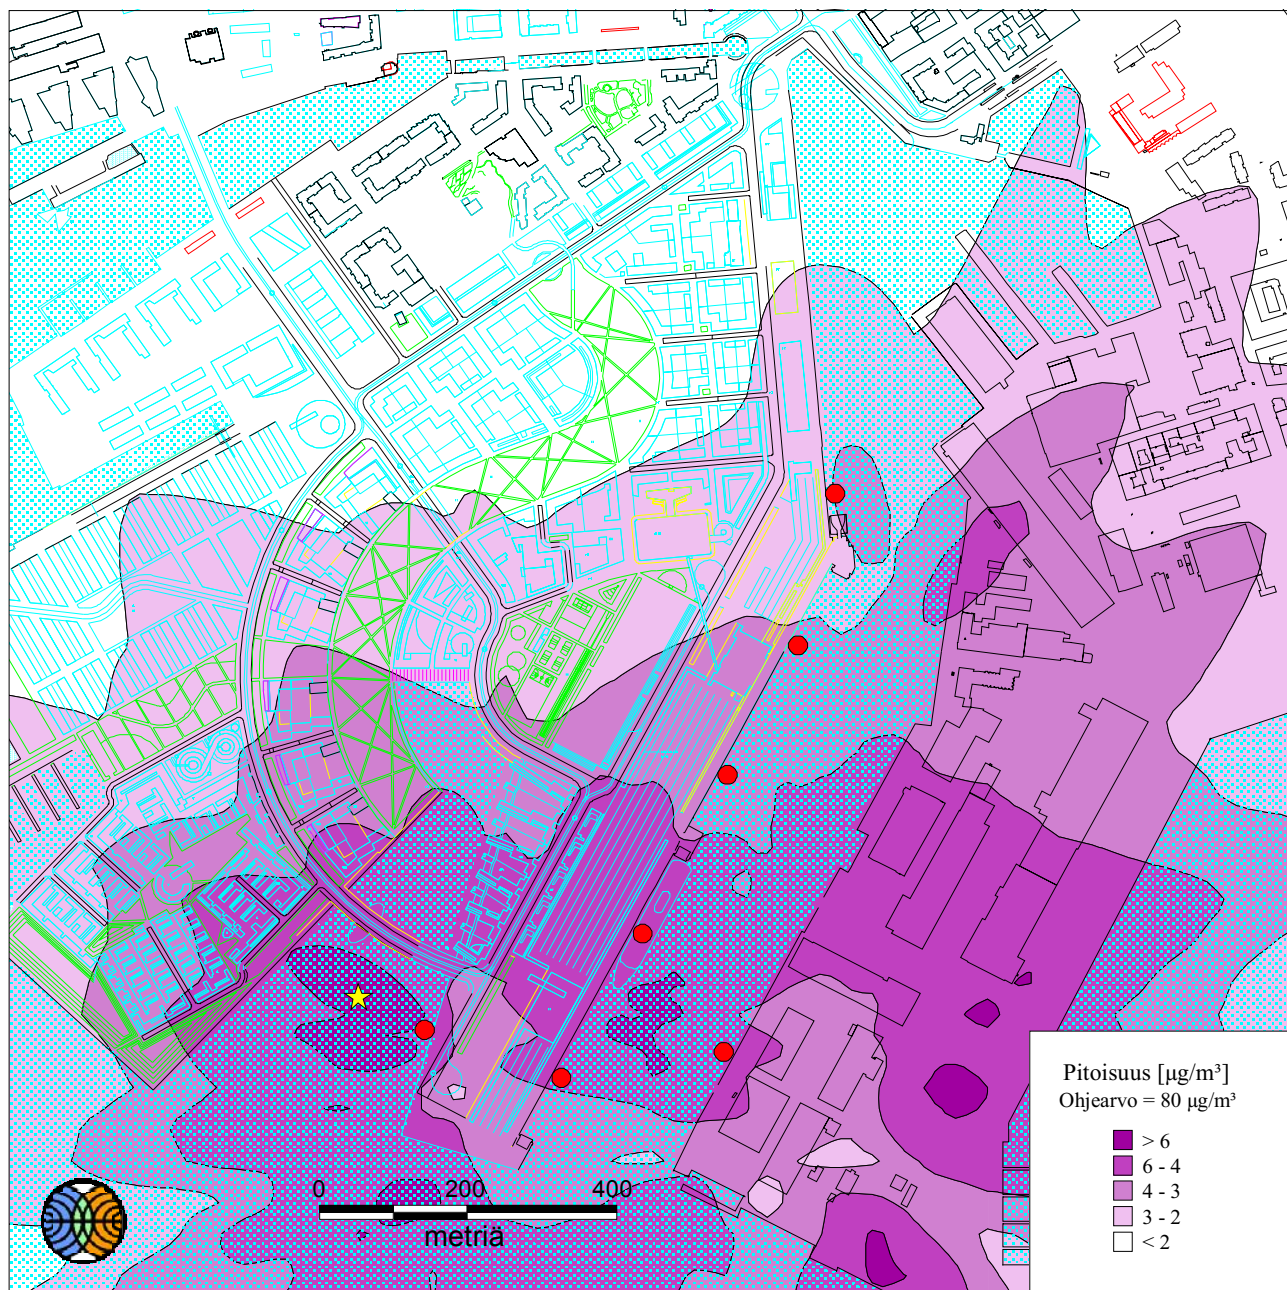 Pitoisuus [µg/m³]
Ohjearvo = 80 µg/m³
> 6
6 - 4
4 - 3
3 - 2
< 2
0 200 400
metriä